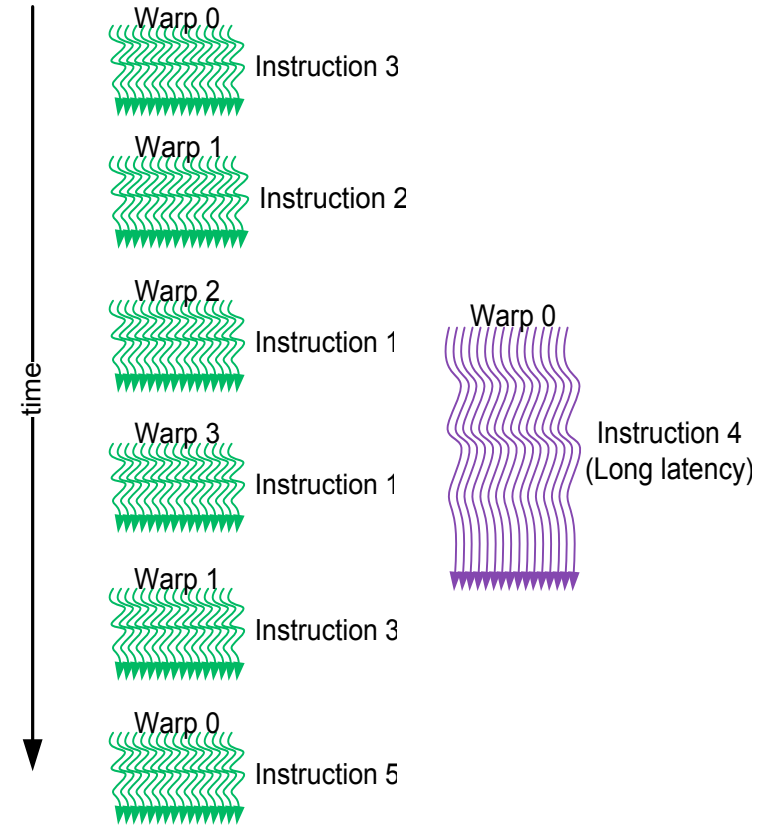 Warp 0
Instruction 3
Warp 1
Instruction 2
Warp 2
Instruction 1
Warp 3
Instruction 1
Warp 1
Instruction 3
Warp 0
Instruction 5
time
Warp 0
Instruction 4
(Long latency)